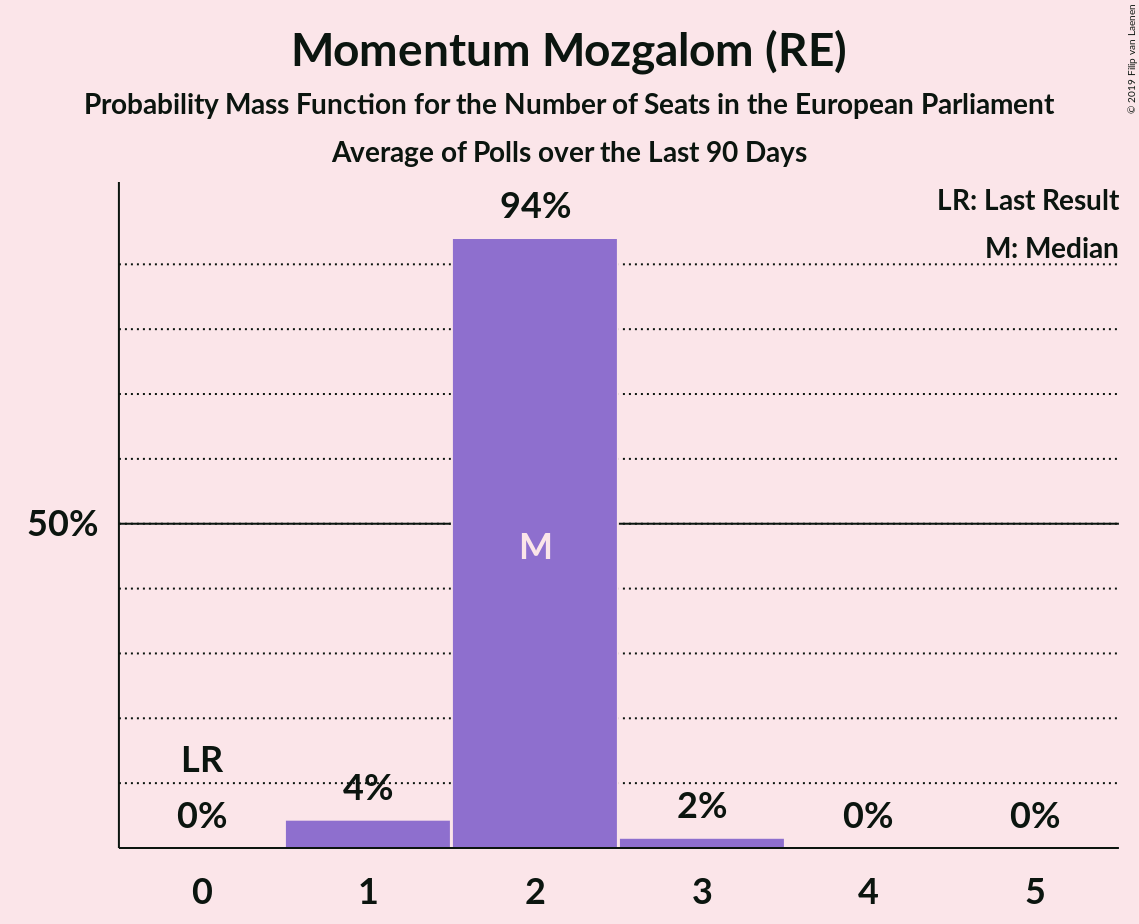 Momentum Mozgalom (RE)
Probability Mass Function for the Number of Seats in the European Parliament
Average of Polls over the Last 90 Days
© 2019 Filip van Laenen
LR: Last Result
M: Median
94%
50%
M
LR
0%
4%
2%
0%
0%
0 1 2 3 4 5